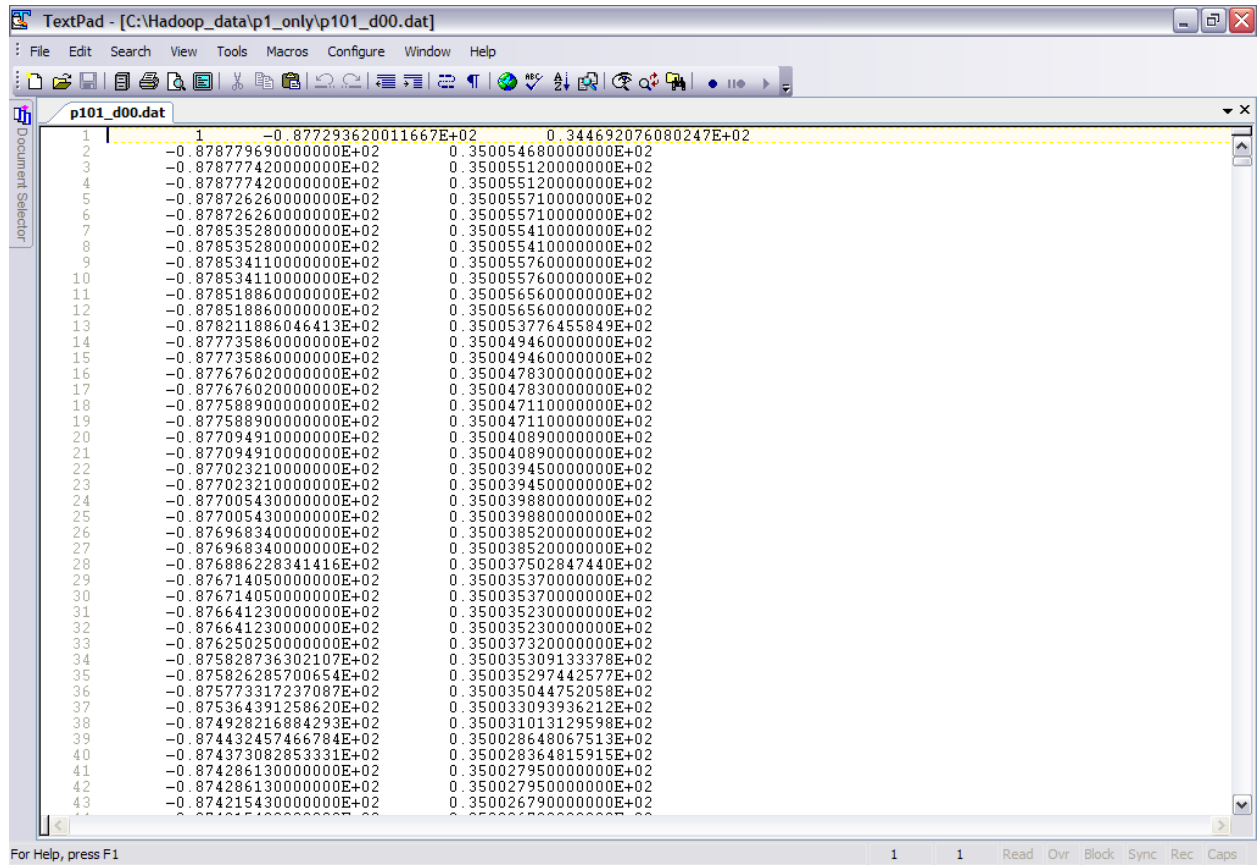 TextPad - [C:\Hadoop_data\p1_only\p101_d00.dat]
File Edit Search View Tools Macros Configure Window Help
p101_d00.dat
Document Selector
1 1 -0.877293620011667E+02 0.344692076080247E+02
2 -0.878779690000000E+02 0.350054680000000E+02
3 -0.878777420000000E+02 0.350055120000000E+02
4 -0.878777420000000E+02 0.350055120000000E+02
5 -0.878726260000000E+02 0.350055710000000E+02
6 -0.878726260000000E+02 0.350055710000000E+02
7 -0.878535280000000E+02 0.350055410000000E+02
8 -0.878535280000000E+02 0.350055410000000E+02
9 -0.878534110000000E+02 0.350055760000000E+02
10 -0.878534110000000E+02 0.350055760000000E+02
11 -0.878518860000000E+02 0.350056560000000E+02
12 -0.878518860000000E+02 0.350056560000000E+02
13 -0.878211886046413E+02 0.350053776455849E+02
14 -0.877735860000000E+02 0.350049460000000E+02
15 -0.877735860000000E+02 0.350049460000000E+02
16 -0.877676020000000E+02 0.350047830000000E+02
17 -0.877676020000000E+02 0.350047830000000E+02
18 -0.877588900000000E+02 0.350047110000000E+02
19 -0.877588900000000E+02 0.350047110000000E+02
20 -0.877094910000000E+02 0.350040890000000E+02
21 -0.877094910000000E+02 0.350040890000000E+02
22 -0.877023210000000E+02 0.350039450000000E+02
23 -0.877023210000000E+02 0.350039450000000E+02
24 -0.877005430000000E+02 0.350039880000000E+02
25 -0.877005430000000E+02 0.350039880000000E+02
26 -0.876968340000000E+02 0.350038520000000E+02
27 -0.876968340000000E+02 0.350038520000000E+02
28 -0.876886228341416E+02 0.350037502847440E+02
29 -0.876714050000000E+02 0.350035370000000E+02
30 -0.876714050000000E+02 0.350035370000000E+02
31 -0.876641230000000E+02 0.350035230000000E+02
32 -0.876641230000000E+02 0.350035230000000E+02
33 -0.876250250000000E+02 0.350037320000000E+02
34 -0.875828736302107E+02 0.350035309133378E+02
35 -0.875826285700654E+02 0.350035297442577E+02
36 -0.875773317237087E+02 0.350035044752058E+02
37 -0.875364391258620E+02 0.350033093936212E+02
38 -0.874928216884293E+02 0.350031013129598E+02
39 -0.874432457466784E+02 0.350028648067513E+02
40 -0.874373082853331E+02 0.350028364815915E+02
41 -0.874286130000000E+02 0.350027950000000E+02
42 -0.874286130000000E+02 0.350027950000000E+02
43 -0.874215430000000E+02 0.350026790000000E+02
For Help, press F1 1 1 Read Ovr Block Sync Rec Caps